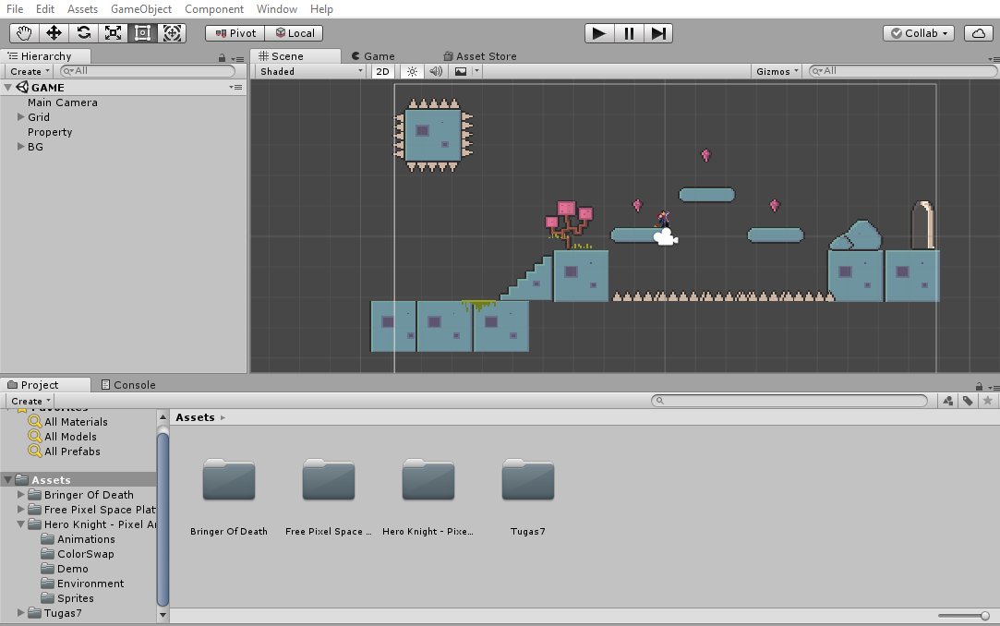 File Edit Assets GameObject Component Window Help
Pivot Local Collab
Hierarchy Scene Game Asset Store
Create All Shaded 2D Gizmos All
GAME
Main Camera
Grid
Property
BG
Project Console
Create
Favorites
Assets
All Materials
All Models
All Prefabs
Assets
Bringer Of Death
Free Pixel Space Plat
Hero Knight - Pixel Ar
Animations
ColorSwap
Demo
Environment
Sprites
Tugas7
Bringer Of Death Free Pixel Space ... Hero Knight - Pixe... Tugas7